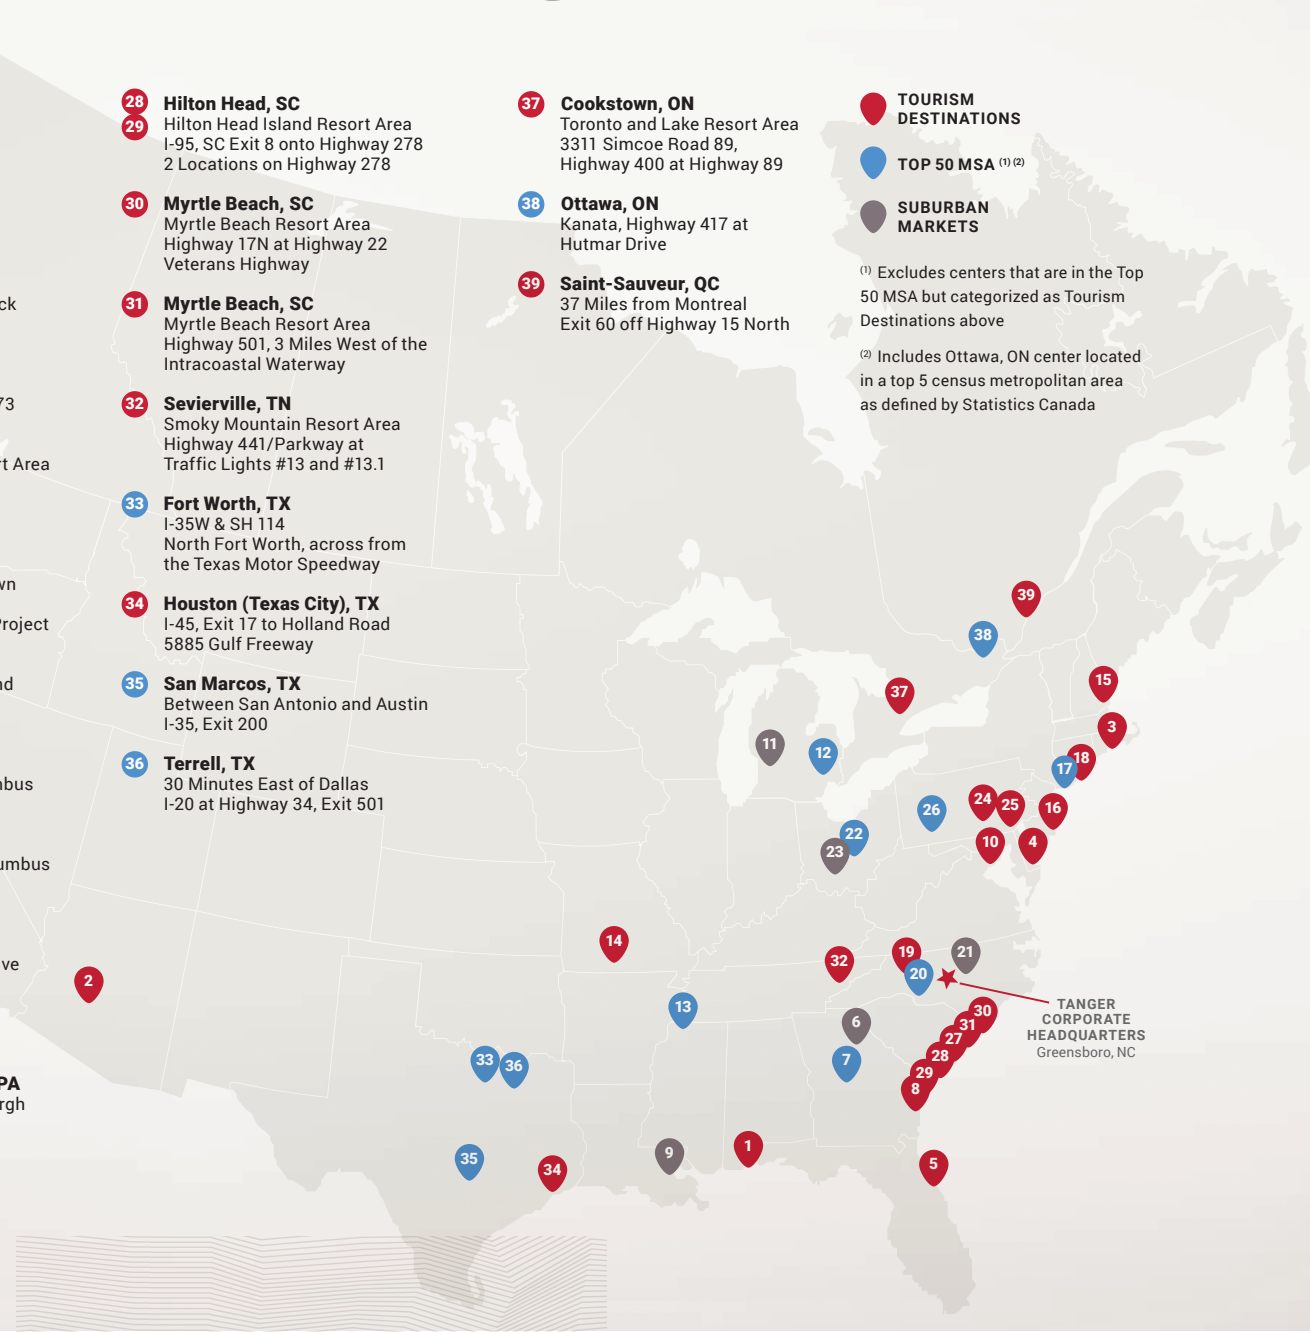 ck
73
rt Area
wn
Project
nd
nbus
umbus
ve
PA
rgh
28
29
Hilton Head, SC
Hilton Head Island Resort Area
I-95, SC Exit 8 onto Highway 278
2 Locations on Highway 278
30
Myrtle Beach, SC
Myrtle Beach Resort Area
Highway 17N at Highway 22
Veterans Highway
31
Myrtle Beach, SC
Myrtle Beach Resort Area
Highway 501, 3 Miles West of the
Intracoastal Waterway
32
Sevierville, TN
Smoky Mountain Resort Area
Highway 441/Parkway at
Traffic Lights #13 and #13.1
33
Fort Worth, TX
I-35W & SH 114
North Fort Worth, across from
the Texas Motor Speedway
34
Houston (Texas City), TX
I-45, Exit 17 to Holland Road
5885 Gulf Freeway
35
San Marcos, TX
Between San Antonio and Austin
I-35, Exit 200
36
Terrell, TX
30 Minutes East of Dallas
I-20 at Highway 34, Exit 501
37
Cookstown, ON
Toronto and Lake Resort Area
3311 Simcoe Road 89,
Highway 400 at Highway 89
38
Ottawa, ON
Kanata, Highway 417 at
Hutmar Drive
39
Saint-Sauveur, QC
37 Miles from Montreal
Exit 60 off Highway 15 North
TOURISM
DESTINATIONS
TOP 50 MSA (1) (2)
SUBURBAN
MARKETS
(1) Excludes centers that are in the Top
50 MSA but categorized as Tourism
Destinations above
(2) Includes Ottawa, ON center located
in a top 5 census metropolitan area
as defined by Statistics Canada
39
38
15
37
3
11
12
18
17
24
25
16
26
22
23
10
4
14
32
19
21
20
2
13
TANGER
CORPORATE
HEADQUARTERS
Greensboro, NC
30
31
6
27
28
7
33
36
29
8
1
9
35
34
5